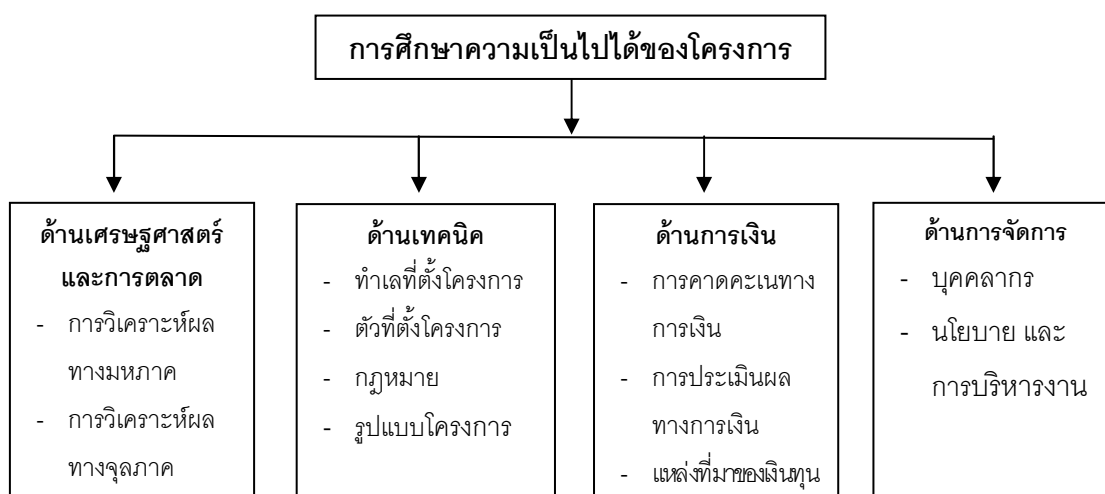 การศึกษาความเป็นไปได้ของโครงการ
ด้านเศรษฐศาสตร์
และการตลาด
- การวิเคราะห์ผล
ทางมหภาค
- การวิเคราะห์ผล
ทางจุลภาค
ด้านเทคนิค
- ทำเลที่ตั้งโครงการ
- ตัวที่ตั้งโครงการ
- กฎหมาย
- รูปแบบโครงการ
ด้านการเงิน
- การคาดคะเนทาง
การเงิน
- การประเมินผล
ทางการเงิน
- แหล่งที่มาของเงินทุน
ด้านการจัดการ
- บุคคลากร
- นโยบาย และ
การบริหารงาน